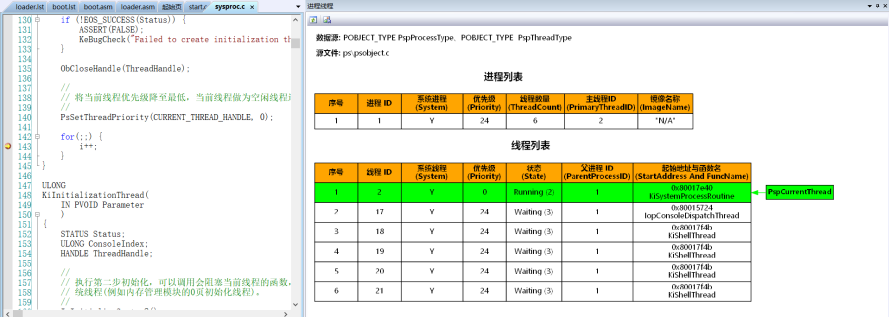 loader.lst boot.lst boot.asm loader.asm 起始页 start.c sysproc.c
130 if (!EOS_SUCCESS(Status)) {
131 ASSERT(FALSE);
132 KeBugCheck("Failed to create initialization th
133 }
134
135 ObCloseHandle(ThreadHandle);
136
137 //
138 // 将当前线程优先级降至最低，当前线程做为空闲线程
139 //
140 PsSetThreadPriority(CURRENT_THREAD_HANDLE, 0);
141
142 for(;;) {
143 i++;
144 }
145 }
146
147 ULONG
148 KiInitializationThread(
149 IN PVOID Parameter
150 )
151 {
152 STATUS Status;
153 ULONG ConsoleIndex;
154 HANDLE ThreadHandle;
155
156 //
157 // 执行第二步初始化，可以调用会阻塞当前线程的函数，
158 // 统线程(例如内存管理模块的0页初始化线程)。
159 //
进程线程
数据源: POBJECT_TYPE PspProcessType、POBJECT_TYPE PspThreadType
源文件: ps\psobject.c
进程列表
序号 进程 ID 系统进程 (System) 优先级 (Priority) 线程数量 (ThreadCount) 主线程ID (PrimaryThreadID) 镜像名称 (ImageName)
1 1 Y 24 6 2 "N/A"
线程列表
序号 线程 ID 系统线程 (System) 优先级 (Priority) 状态 (State) 父进程 ID (ParentProcessID) 起始地址与函数名 (StartAddress And FuncName)
1 2 Y 0 Running (2) 1 0x80017e40 KiSystemProcessRoutine PspCurrentThread
2 17 Y 24 Waiting (3) 1 0x80015724 IopConsoleDispatchThread
3 18 Y 24 Waiting (3) 1 0x80017f4b KiShellThread
4 19 Y 24 Waiting (3) 1 0x80017f4b KiShellThread
5 20 Y 24 Waiting (3) 1 0x80017f4b KiShellThread
6 21 Y 24 Waiting (3) 1 0x80017f4b KiShellThread